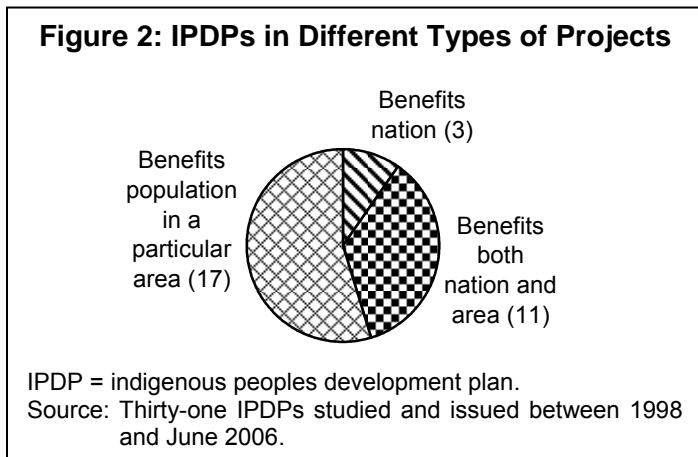 Figure 2: IPDPs in Different Types of Projects
Benefits
nation (3)
Benefits
population
in a
particular
area (17)
Benefits
both
nation and
area (11)
IPDP = indigenous peoples development plan.
Source: Thirty-one IPDPs studied and issued between 1998
and June 2006.